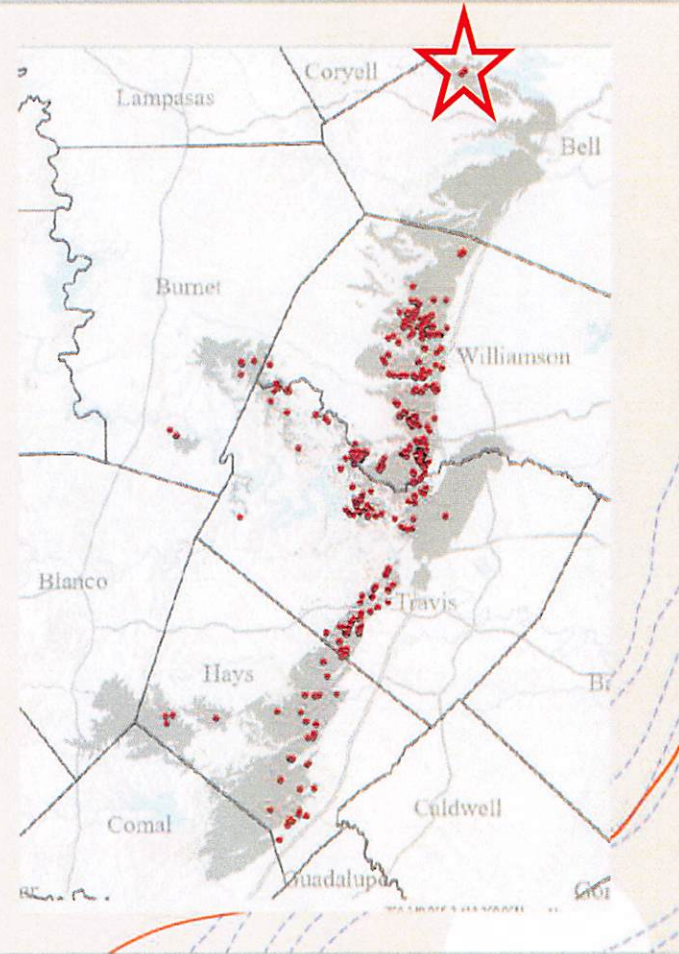 Coryell
Lampasas
Bell
Burnet
Williamson
Blanco
Travis
Hays
Caldwell
Comal
Guadalupe